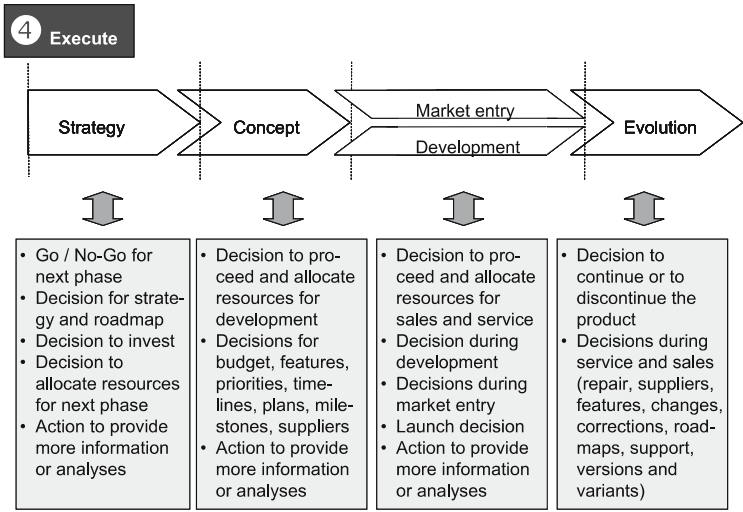 4 Execute
Strategy
Concept
Market entry
Development
Evolution
• Go / No-Go for
next phase
• Decision for strate-
gy and roadmap
• Decision to invest
• Decision to
allocate resources
for next phase
• Action to provide
more information
or analyses
• Decision to pro-
ceed and allocate
resources for
development
• Decisions for
budget, features,
priorities, time-
lines, plans, mile-
stones, suppliers
• Action to provide
more information
or analyses
• Decision to pro-
ceed and allocate
resources for
sales and service
• Decision during
development
• Decisions during
market entry
• Launch decision
• Action to provide
more information
or analyses
• Decision to
continue or to
discontinue the
product
• Decisions during
service and sales
(repair, suppliers,
features, changes,
corrections, road-
maps, support,
versions and
variants)